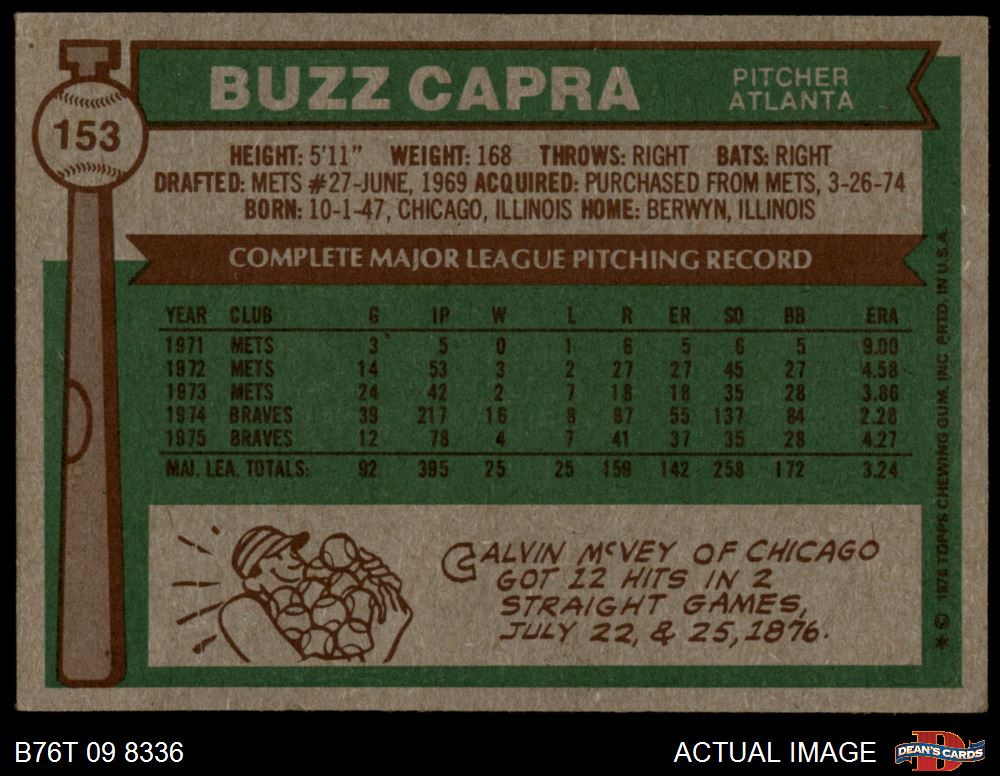 BUZZ CAPRA
PITCHER
ATLANTA
153
HEIGHT: 5'11" WEIGHT: 168 THROWS: RIGHT BATS: RIGHT
DRAFTED: METS #27-JUNE, 1969 ACQUIRED: PURCHASED FROM METS, 3-26-74
BORN: 10-1-47, CHICAGO, ILLINOIS HOME: BERWYN, ILLINOIS
COMPLETE MAJOR LEAGUE PITCHING RECORD
YEAR CLUB G IP W L R ER SO BB ERA
1971 METS 3 5 0 1 6 5 6 5 9.00
1972 METS 14 53 3 2 27 27 45 27 4.58
1973 METS 24 42 2 7 18 18 35 28 3.86
1974 BRAVES 39 217 16 8 67 55 137 84 2.28
1975 BRAVES 12 78 4 7 41 37 35 28 4.27
MAJ. LEA. TOTALS: 92 395 25 25 159 142 258 172 3.24
CALVIN McVEY OF CHICAGO
GOT 12 HITS IN 2
STRAIGHT GAMES,
JULY 22, & 25, 1876.
* © 1976 TOPPS CHEWING GUM, INC. PRTD. IN U.S.A.
B76T 09 8336
ACTUAL IMAGE
DEAN'S CARDS